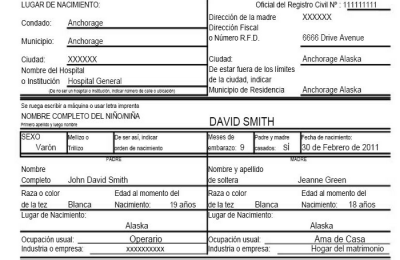 LUGAR DE NACIMIENTO:
Oficial del Registro Civil Nº : 111111111
Condado: Anchorage
Dirección de la madre XXXXXX
Dirección Fiscal
Municipio: Anchorage
o Número R.F.D. 6666 Drive Avenue
Ciudad: XXXXXX
Ciudad: Anchorage Alaska
Nombre del Hospital
De estar fuera de los límites
o Institución Hospital General
de la ciudad, indicar
(De no ser un hospital o institución, indicar número de calle o ubicación)
Municipio de Residencia Anchorage Alaska
Se ruega escribir a máquina o usar letra imprenta
NOMBRE COMPLETO DEL NIÑO/NIÑA DAVID SMITH
Primero apellido y luego nombre
SEXO Varón
Mellizo o Trillizo
De ser así, indicar orden de nacimiento
Meses de embarazo: 9
Padre y madre casados: SÍ
Fecha de nacimiento: 30 de Febrero de 2011
PADRE
MADRE
Nombre
Completo John David Smith
Nombre y apellido
de soltera Jeanne Green
Raza o color Edad al momento del
de la tez Blanca Nacimiento: 19 años
Raza o color Edad al momento del
de la tez Blanca Nacimiento: 18 años
Lugar de Nacimiento:
Alaska
Lugar de Nacimiento:
Alaska
Ocupación usual: Operario
Industria o empresa: xxxxxxxxxx
Ocupación usual: Ama de Casa
Industria o empresa: Hogar del matrimonio